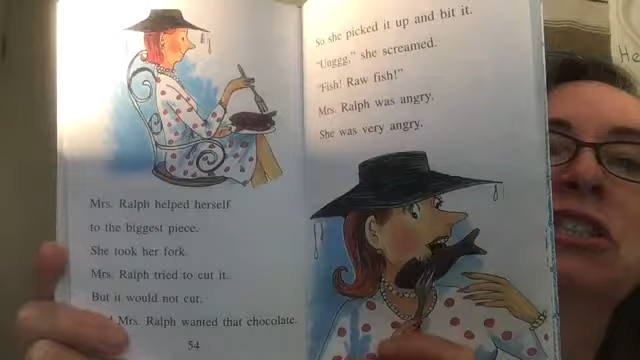 Mrs. Ralph helped herself
to the biggest piece.
She took her fork.
Mrs. Ralph tried to cut it.
But it would not cut.
Mrs. Ralph wanted that chocolate.
54
So she picked it up and bit it.
"Unggg," she screamed.
"Fish! Raw fish!"
Mrs. Ralph was angry.
She was very angry.
He